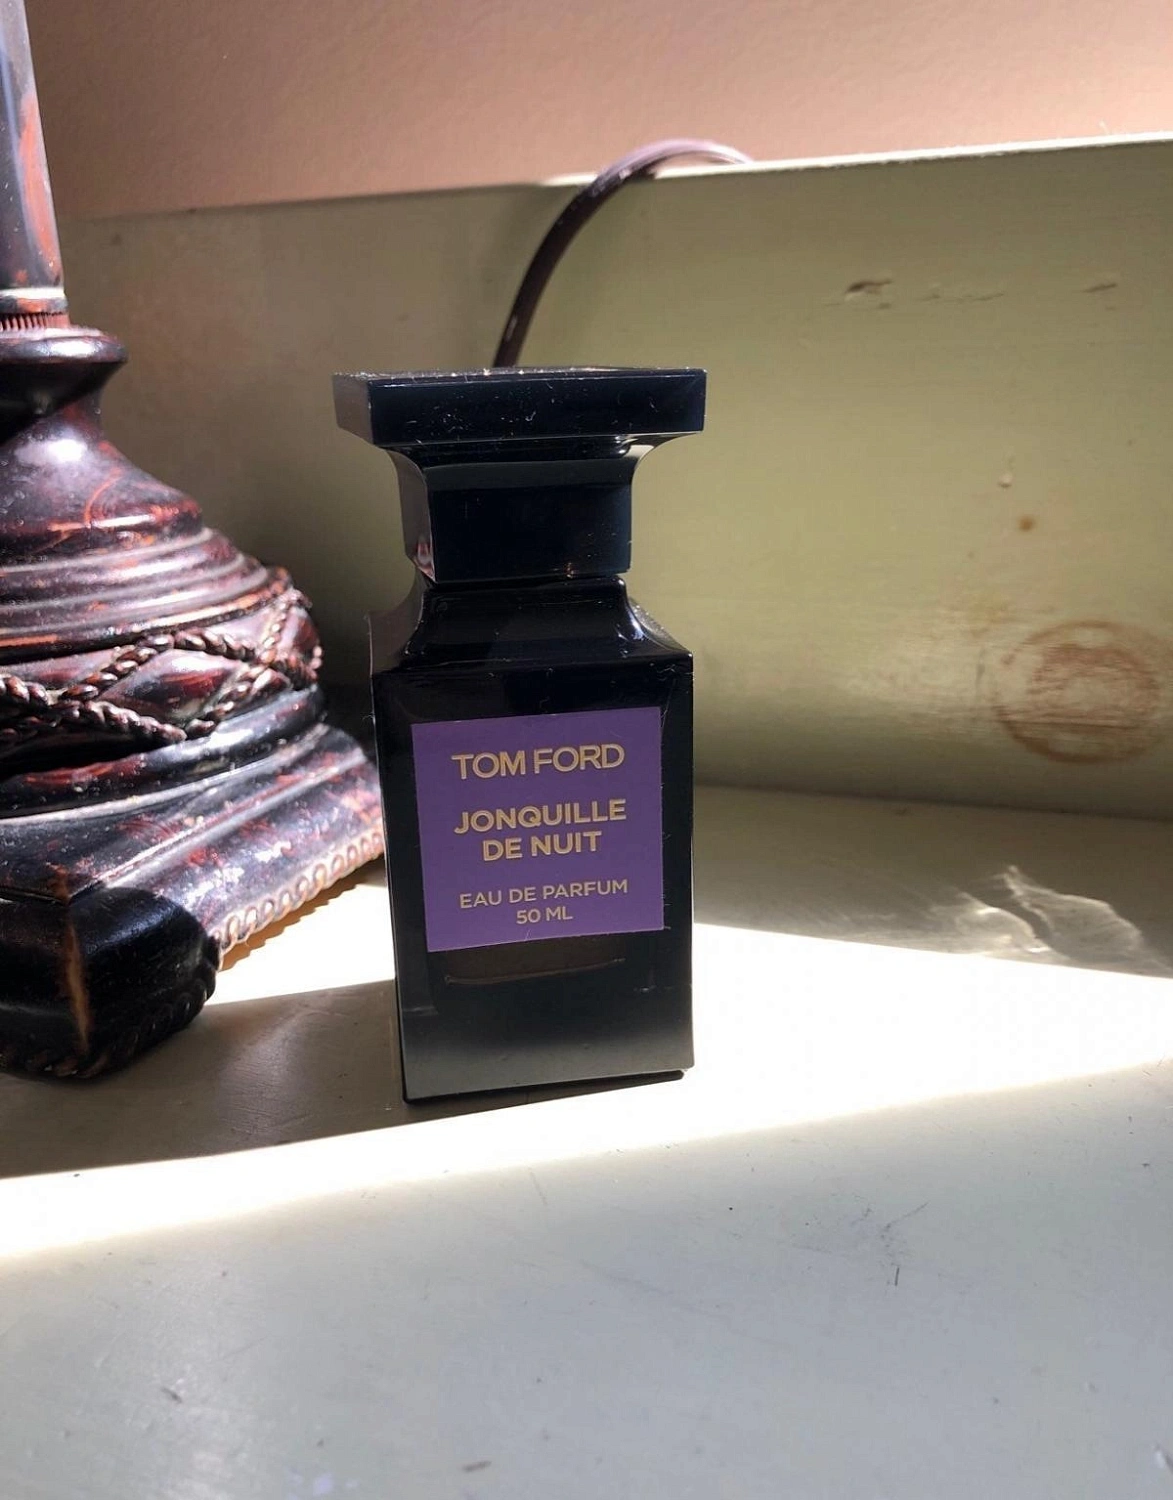 TOM FORD
JONQUILLE
DE NUIT
EAU DE PARFUM
50 ML